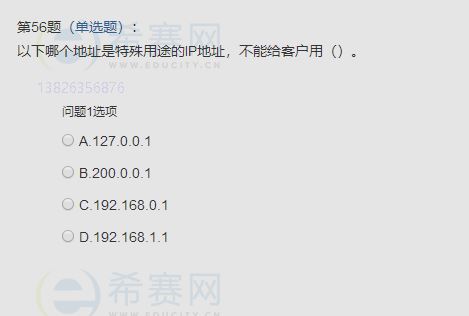 希赛网
WWW.EDUCITY.CN
第56题（单选题）：
以下哪个地址是特殊用途的IP地址，不能给客户用（）。
13826356876
问题1选项
A.127.0.0.1
B.200.0.0.1
C.192.168.0.1
D.192.168.1.1
希赛网